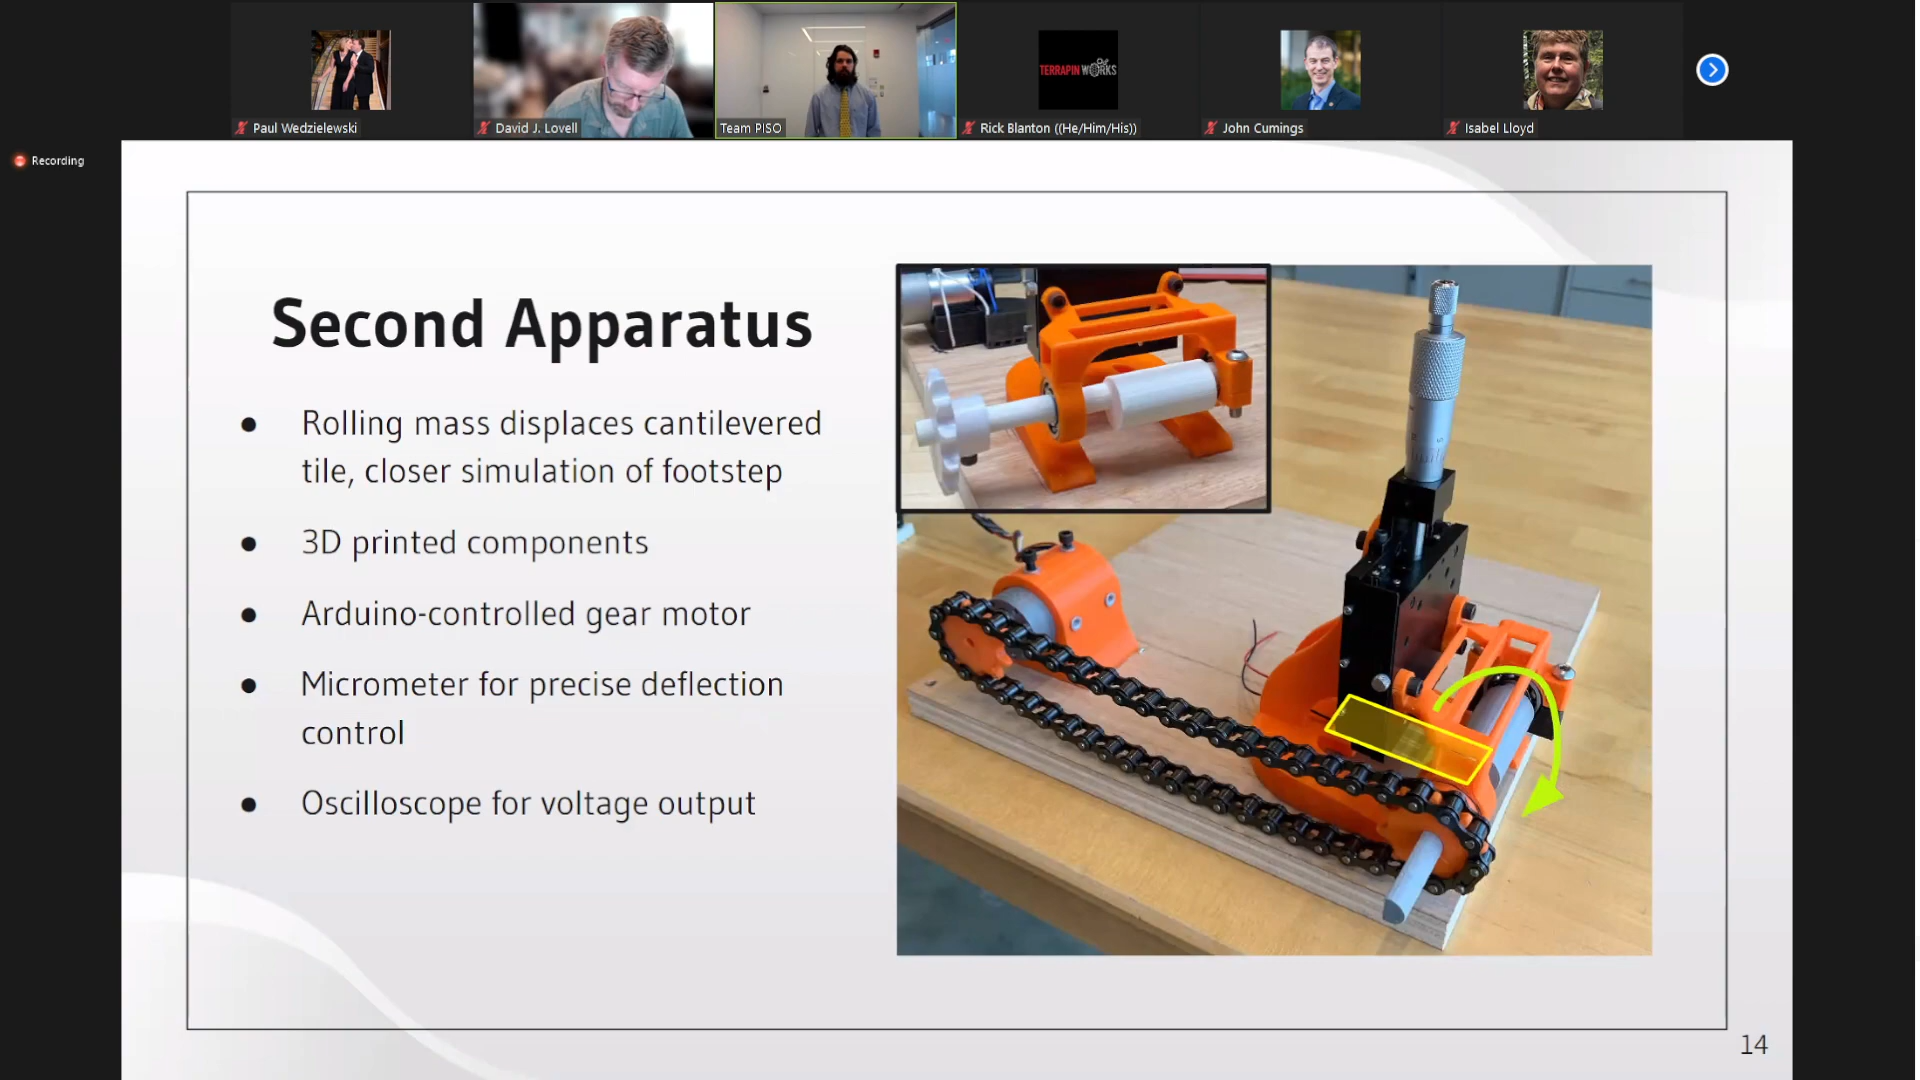 TERRAPIN WORKS
Paul Wedzielewski
David J. Lovell
Team PISO
Rick Blanton ((He/Him/His))
John Cumings
Isabel Lloyd
Recording
Second Apparatus
● Rolling mass displaces cantilevered
tile, closer simulation of footstep
● 3D printed components
● Arduino-controlled gear motor
● Micrometer for precise deflection
control
● Oscilloscope for voltage output
14